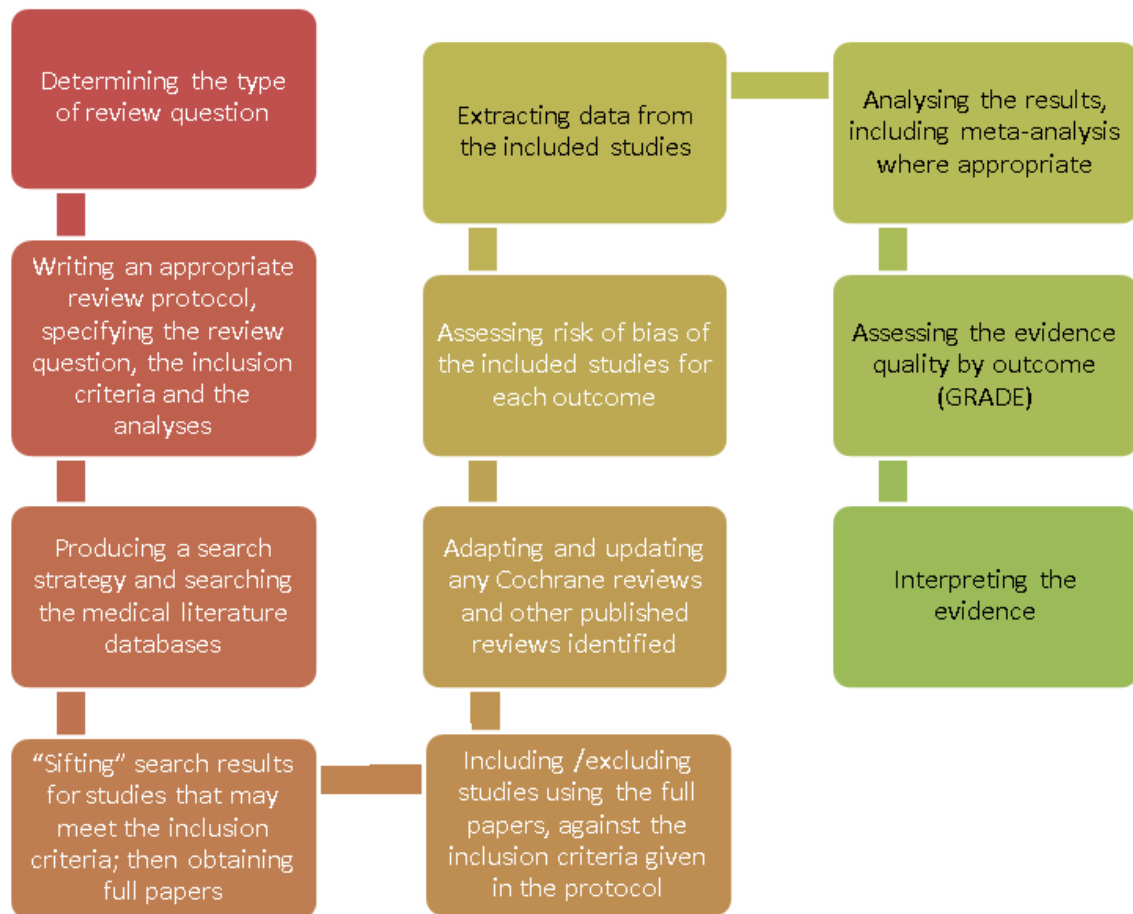 Determining the type
of review question
Writing an appropriate
review protocol,
specifying the review
question, the inclusion
criteria and the
analyses
Producing a search
strategy and searching
the medical literature
databases
“Sifting” search results
for studies that may
meet the inclusion
criteria; then obtaining
full papers
Including /excluding
studies using the full
papers, against the
inclusion criteria given
in the protocol
Adapting and updating
any Cochrane reviews
and other published
reviews identified
Assessing risk of bias of
the included studies for
each outcome
Extracting data from
the included studies
Analysing the results,
including meta-analysis
where appropriate
Assessing the evidence
quality by outcome
(GRADE)
Interpreting the
evidence